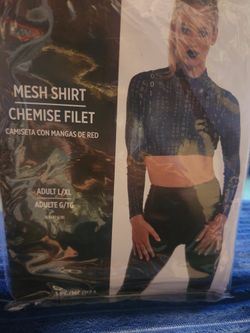 MESH SHIRT
CHEMISE FILET
CAMISETA CON MANGAS DE RED
ADULT L/XL
ADULTE G/TG